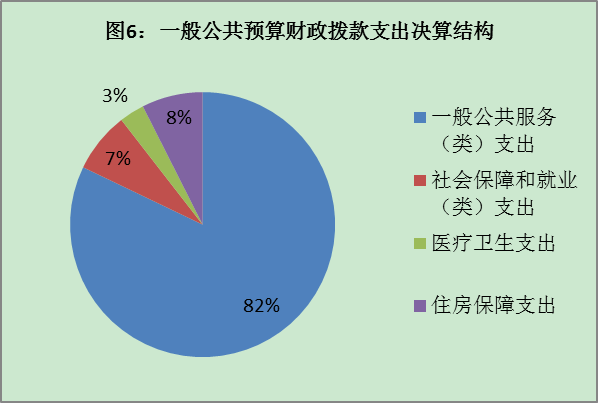 图6：一般公共预算财政拨款支出决算结构
3%
8%
7%
82%
一般公共服务
（类）支出
社会保障和就业
（类）支出
医疗卫生支出
住房保障支出